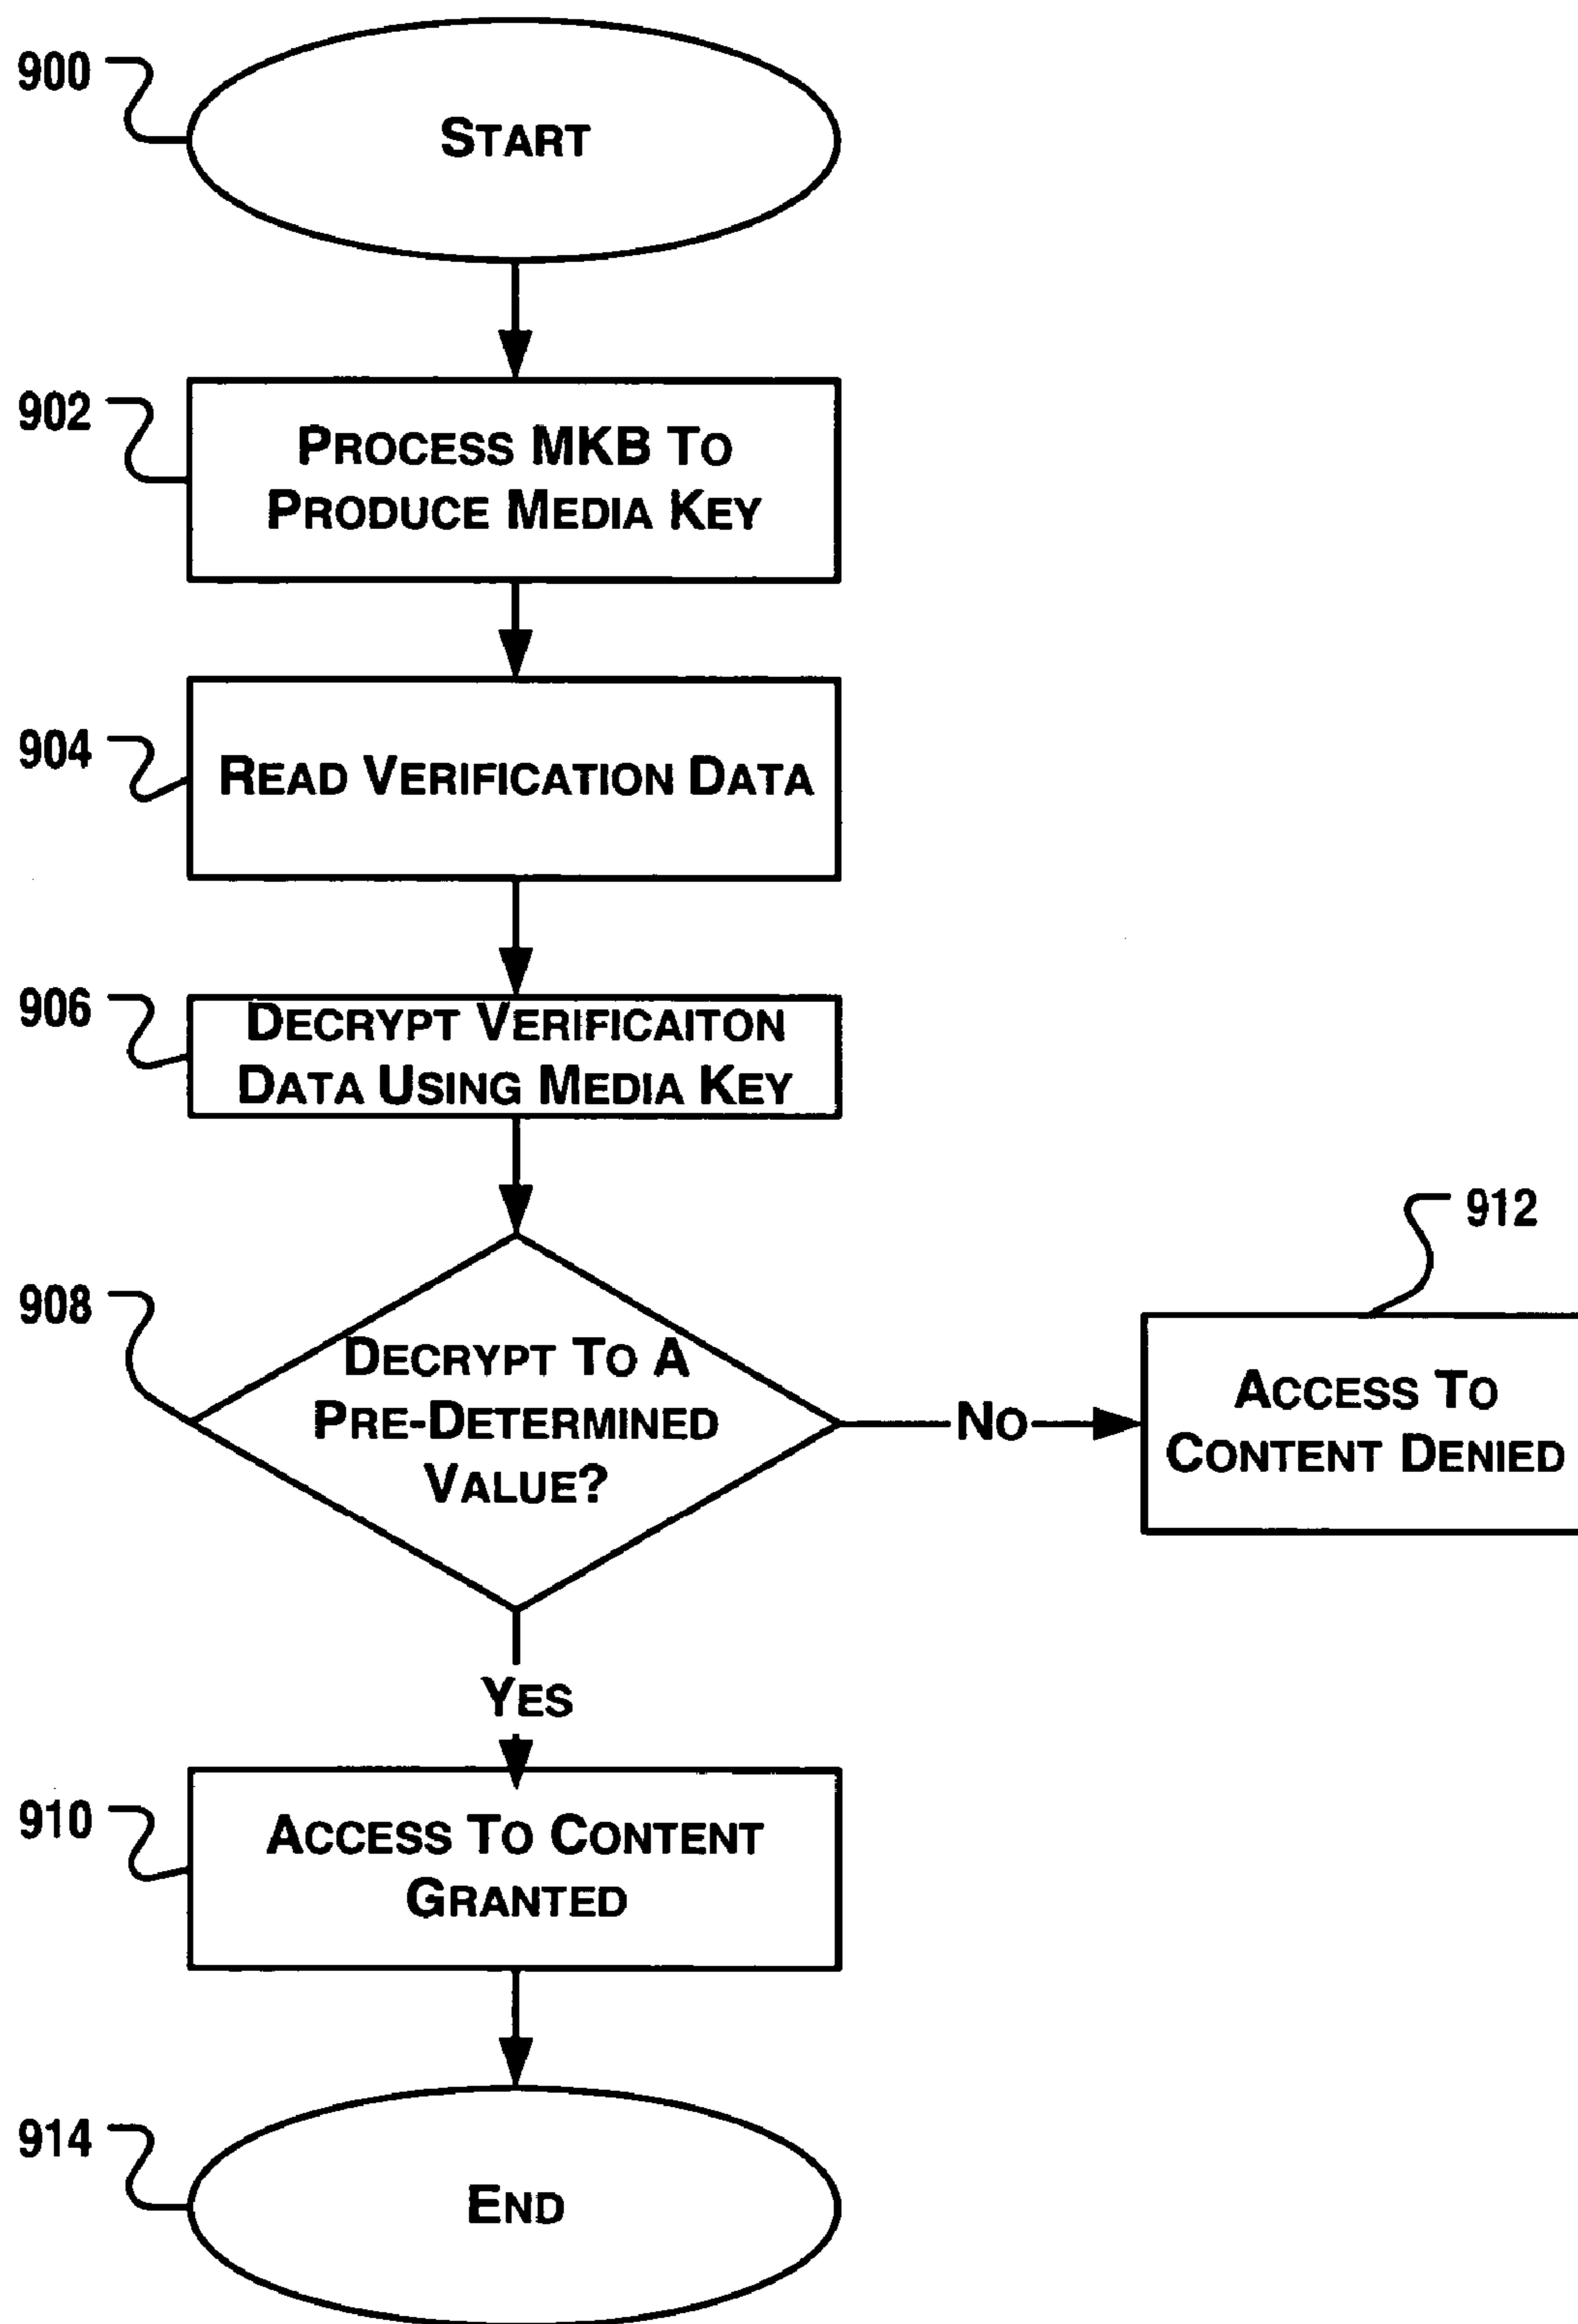 900
START
902
PROCESS MKB TO
PRODUCE MEDIA KEY
904
READ VERIFICATION DATA
906
DECRYPT VERIFICAITON
DATA USING MEDIA KEY
908
DECRYPT TO A
PRE-DETERMINED
VALUE?
NO
912
ACCESS TO
CONTENT DENIED
YES
910
ACCESS TO CONTENT
GRANTED
914
END